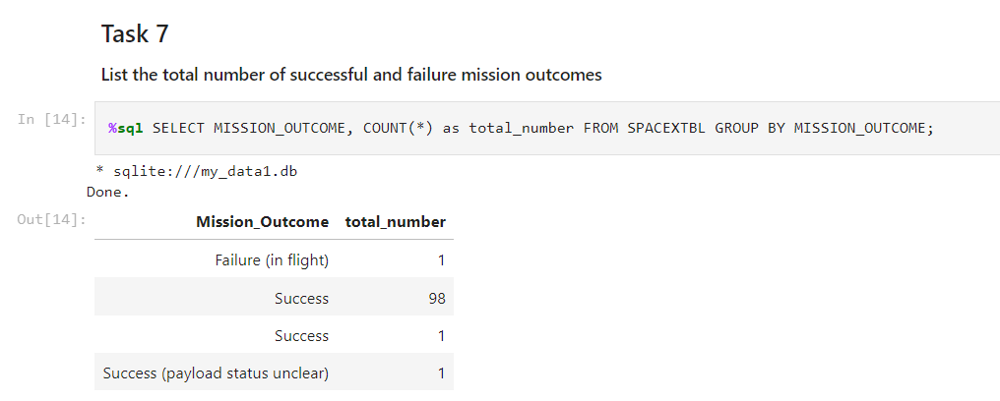 Task 7
List the total number of successful and failure mission outcomes
In [14]: %sql SELECT MISSION_OUTCOME, COUNT(*) as total_number FROM SPACEXTBL GROUP BY MISSION_OUTCOME;
* sqlite:///my_data1.db
Done.
Out[14]: Mission_Outcome total_number
Failure (in flight) 1
Success 98
Success 1
Success (payload status unclear) 1